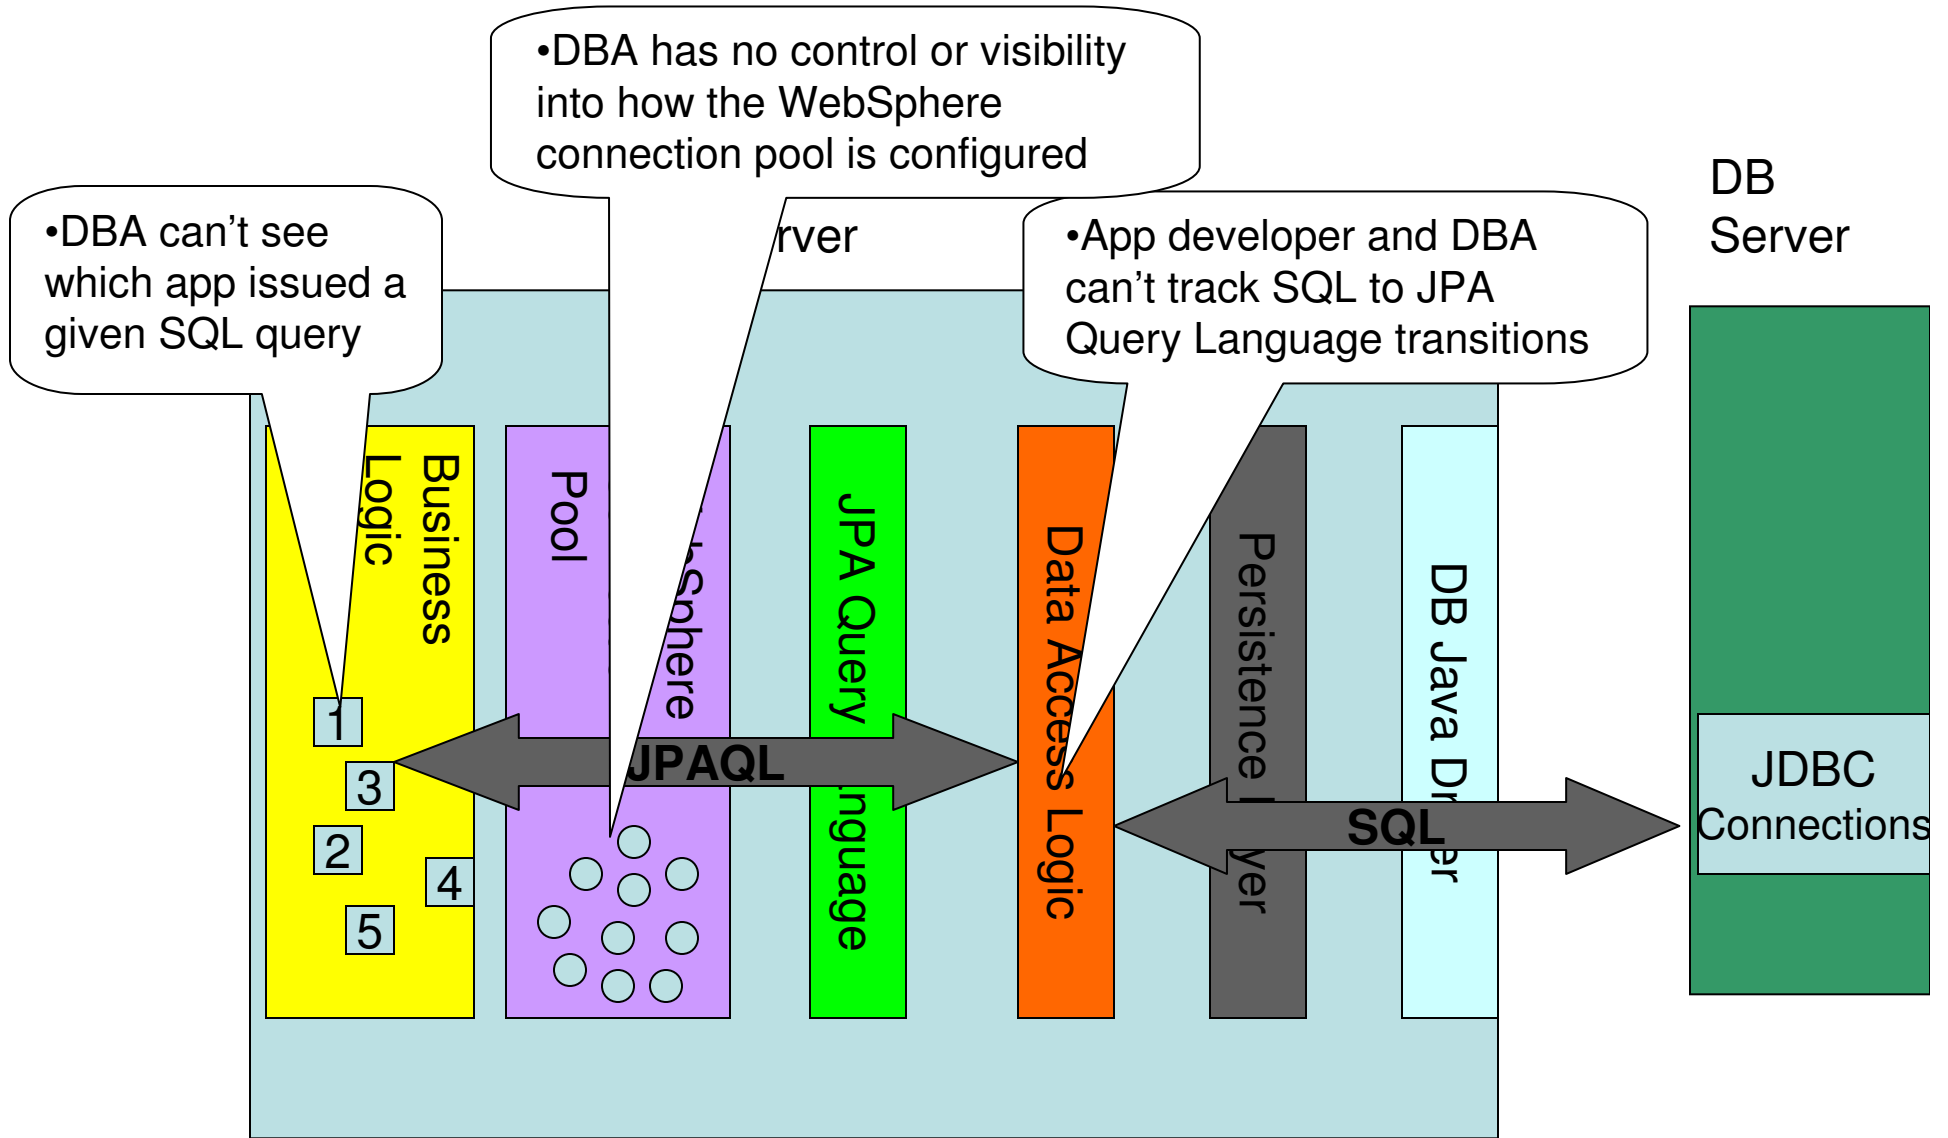 •DBA has no control or visibility
into how the WebSphere
connection pool is configured
•DBA can't see
which app issued a
given SQL query
•App developer and DBA
can't track SQL to JPA
Query Language transitions
DB
Server
Business
Logic
Pool
JPA Query
Data Access Logic
Persistence
DB Java
1
3
2
4
5
JPAQL
SQL
JDBC
Connections